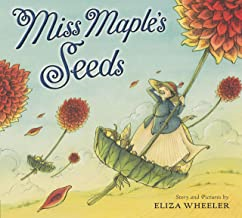 Miss Maple's
Seeds
Story and Pictures by
ELIZA WHEELER